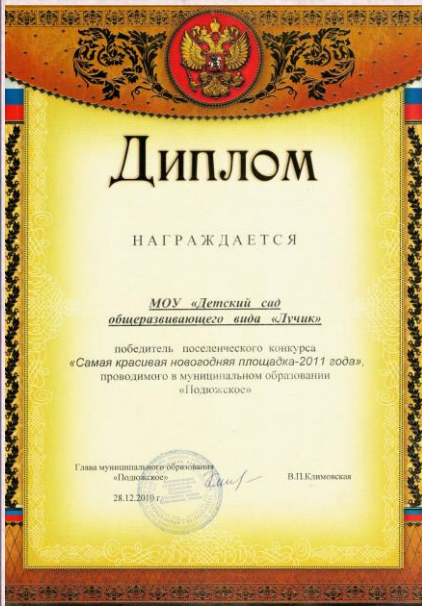 Диплом
НАГРАЖДАЕТСЯ
МОУ «Детский сад
общеразвивающего вида «Лучик»
победитель поселенческого конкурса
«Самая красивая новогодняя площадка-2011 года»,
проводимого в муниципальном образовании
«Подюжское»
Глава муниципального образования
«Подюжское»
В.П.Климовская
28.12.2010 г.